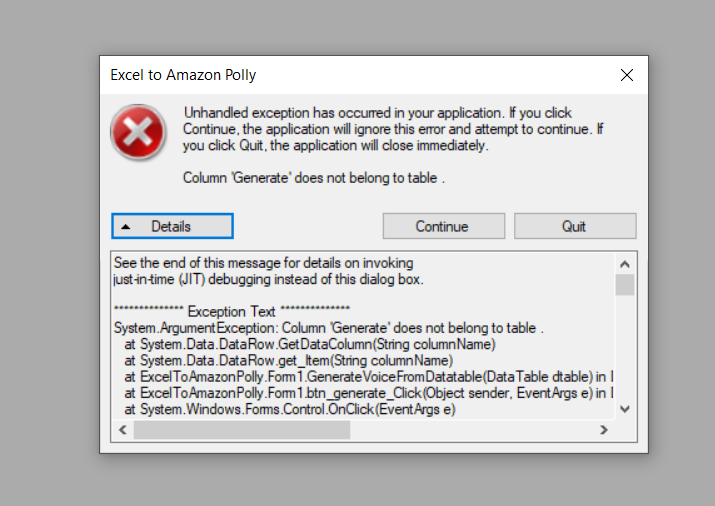 Excel to Amazon Polly
Unhandled exception has occurred in your application. If you click
Continue, the application will ignore this error and attempt to continue. If
you click Quit, the application will close immediately.
Column 'Generate' does not belong to table .
Details
Continue
Quit
See the end of this message for details on invoking
just-in-time (JIT) debugging instead of this dialog box.
************** Exception Text **************
System.ArgumentException: Column 'Generate' does not belong to table .
at System.Data.DataRow.GetDataColumn(String columnName)
at System.Data.DataRow.get_Item(String columnName)
at ExcelToAmazonPolly.Form1.GenerateVoiceFromDatatable(DataTable dtable) in
at ExcelToAmazonPolly.Form1.btn_generate_Click(Object sender, EventArgs e) in
at System.Windows.Forms.Control.OnClick(EventArgs e)